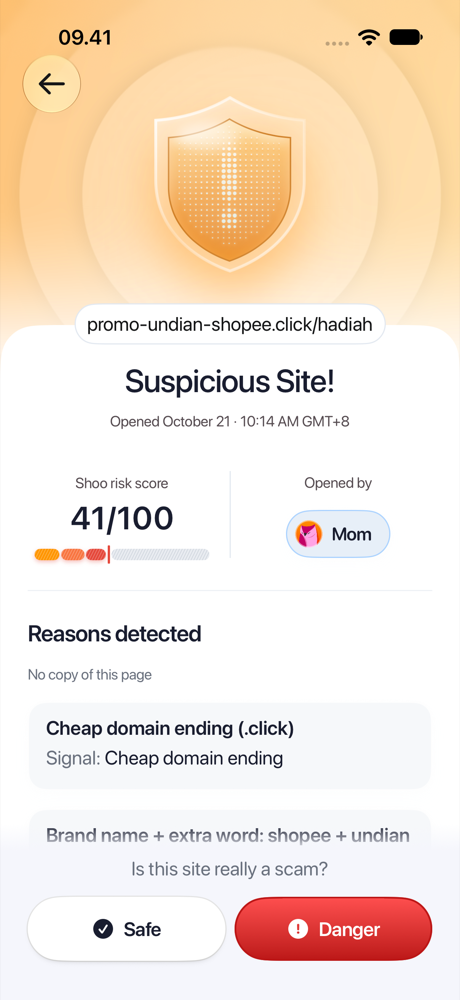 09.41
promo-undian-shopee.click/hadiah
Suspicious Site!
Opened October 21 · 10:14 AM GMT+8
Shoo risk score
41/100
Opened by
Mom
Reasons detected
No copy of this page
Cheap domain ending (.click)
Signal: Cheap domain ending
Brand name + extra word: shopee + undian
Is this site really a scam?
Safe
Danger